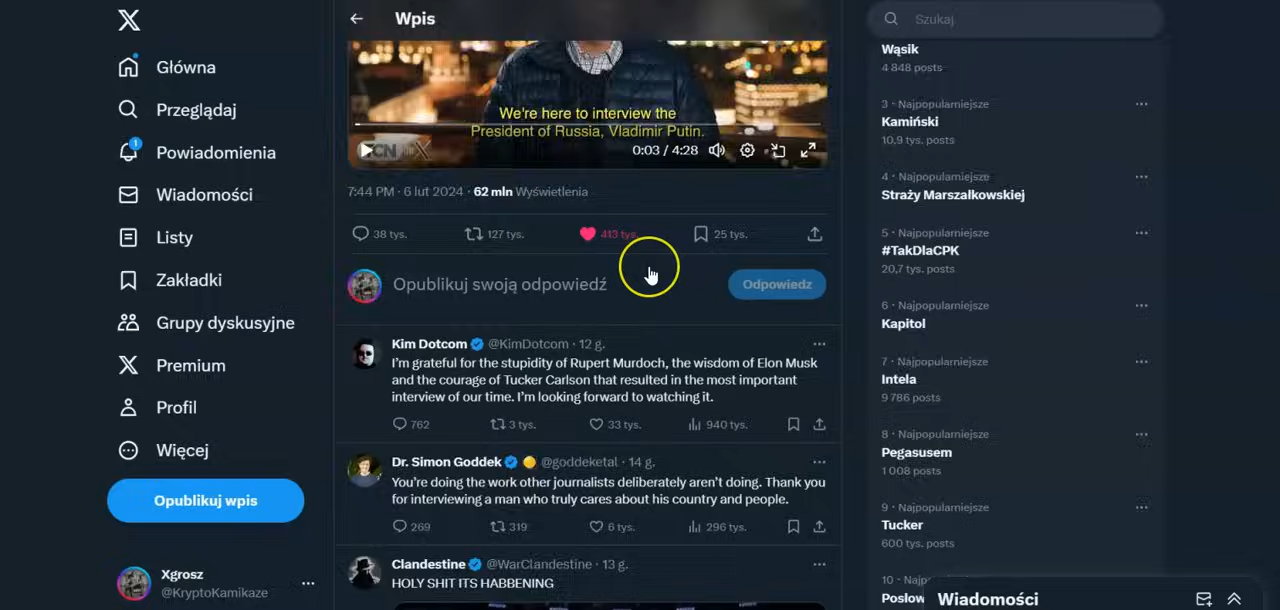 Główna
Przeglądaj
1
Powiadomienia
Wiadomości
Listy
Zakładki
Grupy dyskusyjne
Premium
Profil
Więcej
Opublikuj wpis
Xgrosz
@KryptoKamikaze
Wpis
We're here to interview the
President of Russia, Vladimir Putin.
0:03 / 4:28
7:44 PM · 6 lut 2024 · 62 mln Wyświetlenia
38 tys. 127 tys. 413 tys. 25 tys.
Opublikuj swoją odpowiedź
Odpowiedz
Kim Dotcom @KimDotcom · 12 g.
I'm grateful for the stupidity of Rupert Murdoch, the wisdom of Elon Musk
and the courage of Tucker Carlson that resulted in the most important
interview of our time. I'm looking forward to watching it.
762 3 tys. 33 tys. 940 tys.
Dr. Simon Goddek @goddeketal · 14 g.
You're doing the work other journalists deliberately aren't doing. Thank you
for interviewing a man who truly cares about his country and people.
269 319 6 tys. 296 tys.
Clandestine @WarClandestine · 13 g.
HOLY SHIT ITS HABBENING
Szukaj
Wąsik
4 848 posts
3 · Najpopularniejsze
Kamiński
10,9 tys. posts
4 · Najpopularniejsze
Straży Marszałkowskiej
5 · Najpopularniejsze
#TakDlaCPK
20,7 tys. posts
6 · Najpopularniejsze
Kapitol
7 · Najpopularniejsze
Intela
9 786 posts
8 · Najpopularniejsze
Pegasusem
1 008 posts
9 · Najpopularniejsze
Tucker
600 tys. posts
10 · Najp
Posłow
Wiadomości